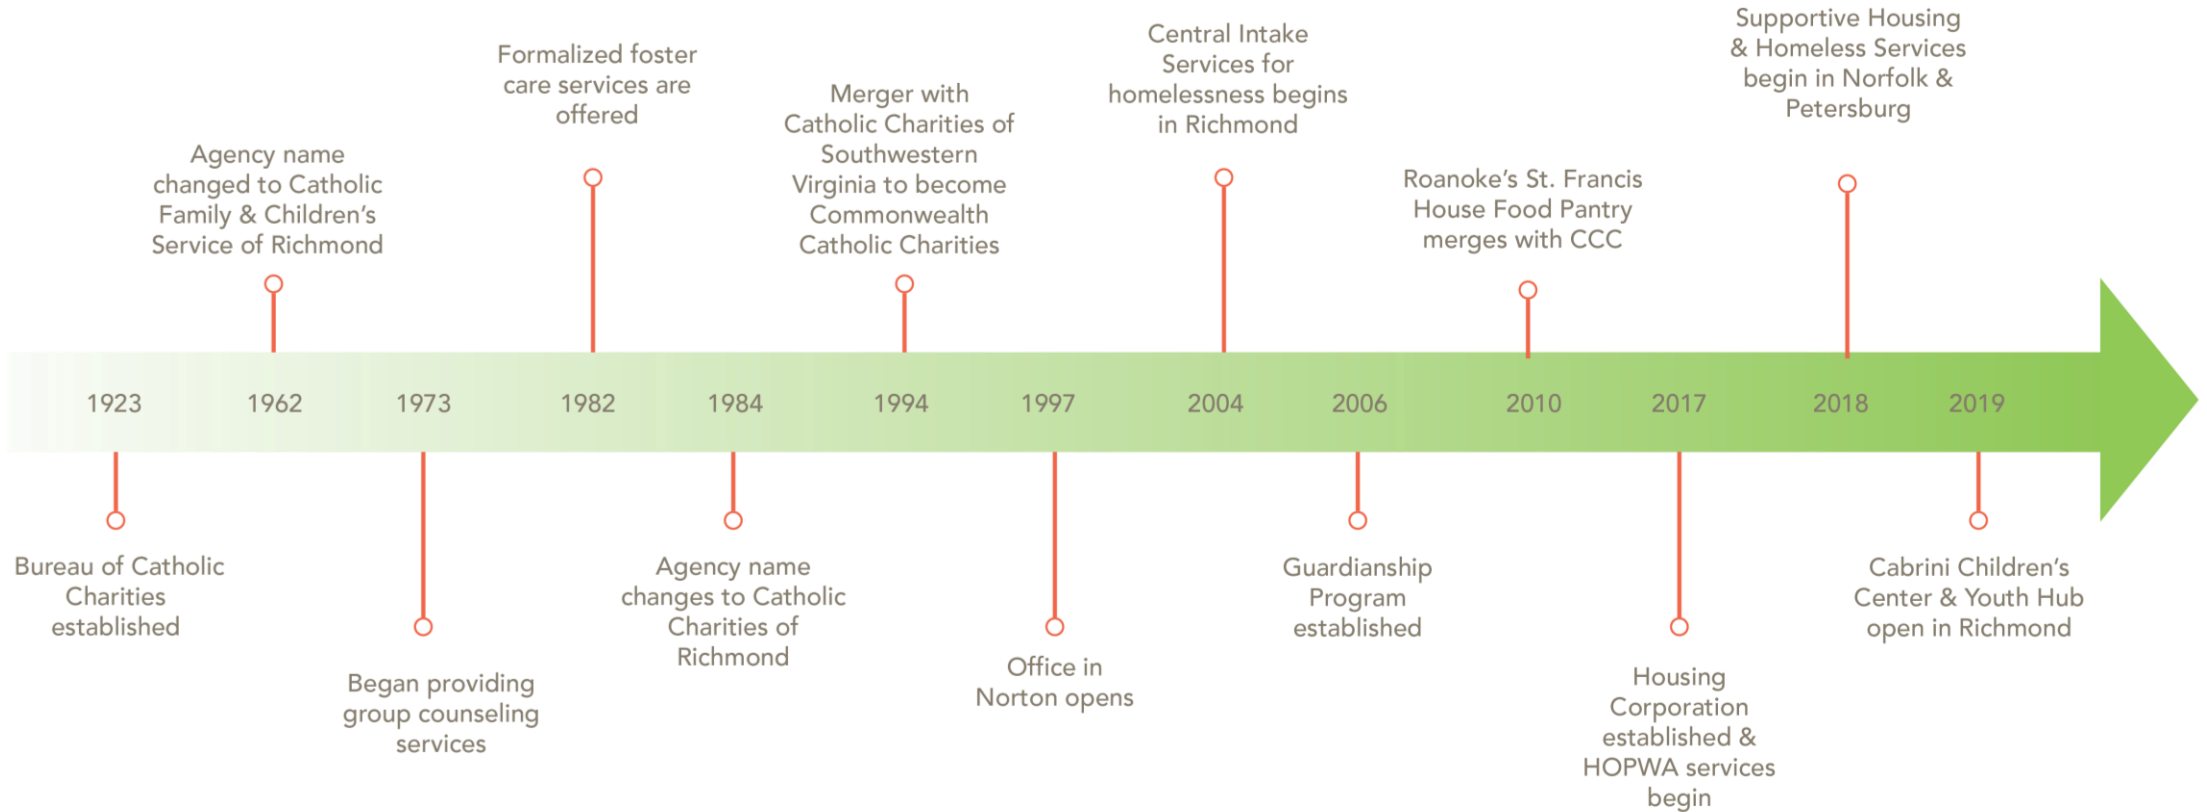 Supportive Housing
& Homeless Services
begin in Norfolk &
Petersburg
Central Intake
Services for
homelessness begins
in Richmond
Formalized foster
care services are
offered
Merger with
Catholic Charities of
Southwestern
Virginia to become
Commonwealth
Catholic Charities
Agency name
changed to Catholic
Family & Children's
Service of Richmond
Roanoke's St. Francis
House Food Pantry
merges with CCC
1923 1962 1973 1982 1984 1994 1997 2004 2006 2010 2017 2018 2019
Bureau of Catholic
Charities
established
Agency name
changes to Catholic
Charities of
Richmond
Guardianship
Program
established
Cabrini Children's
Center & Youth Hub
open in Richmond
Began providing
group counseling
services
Office in
Norton opens
Housing
Corporation
established &
HOPWA services
begin